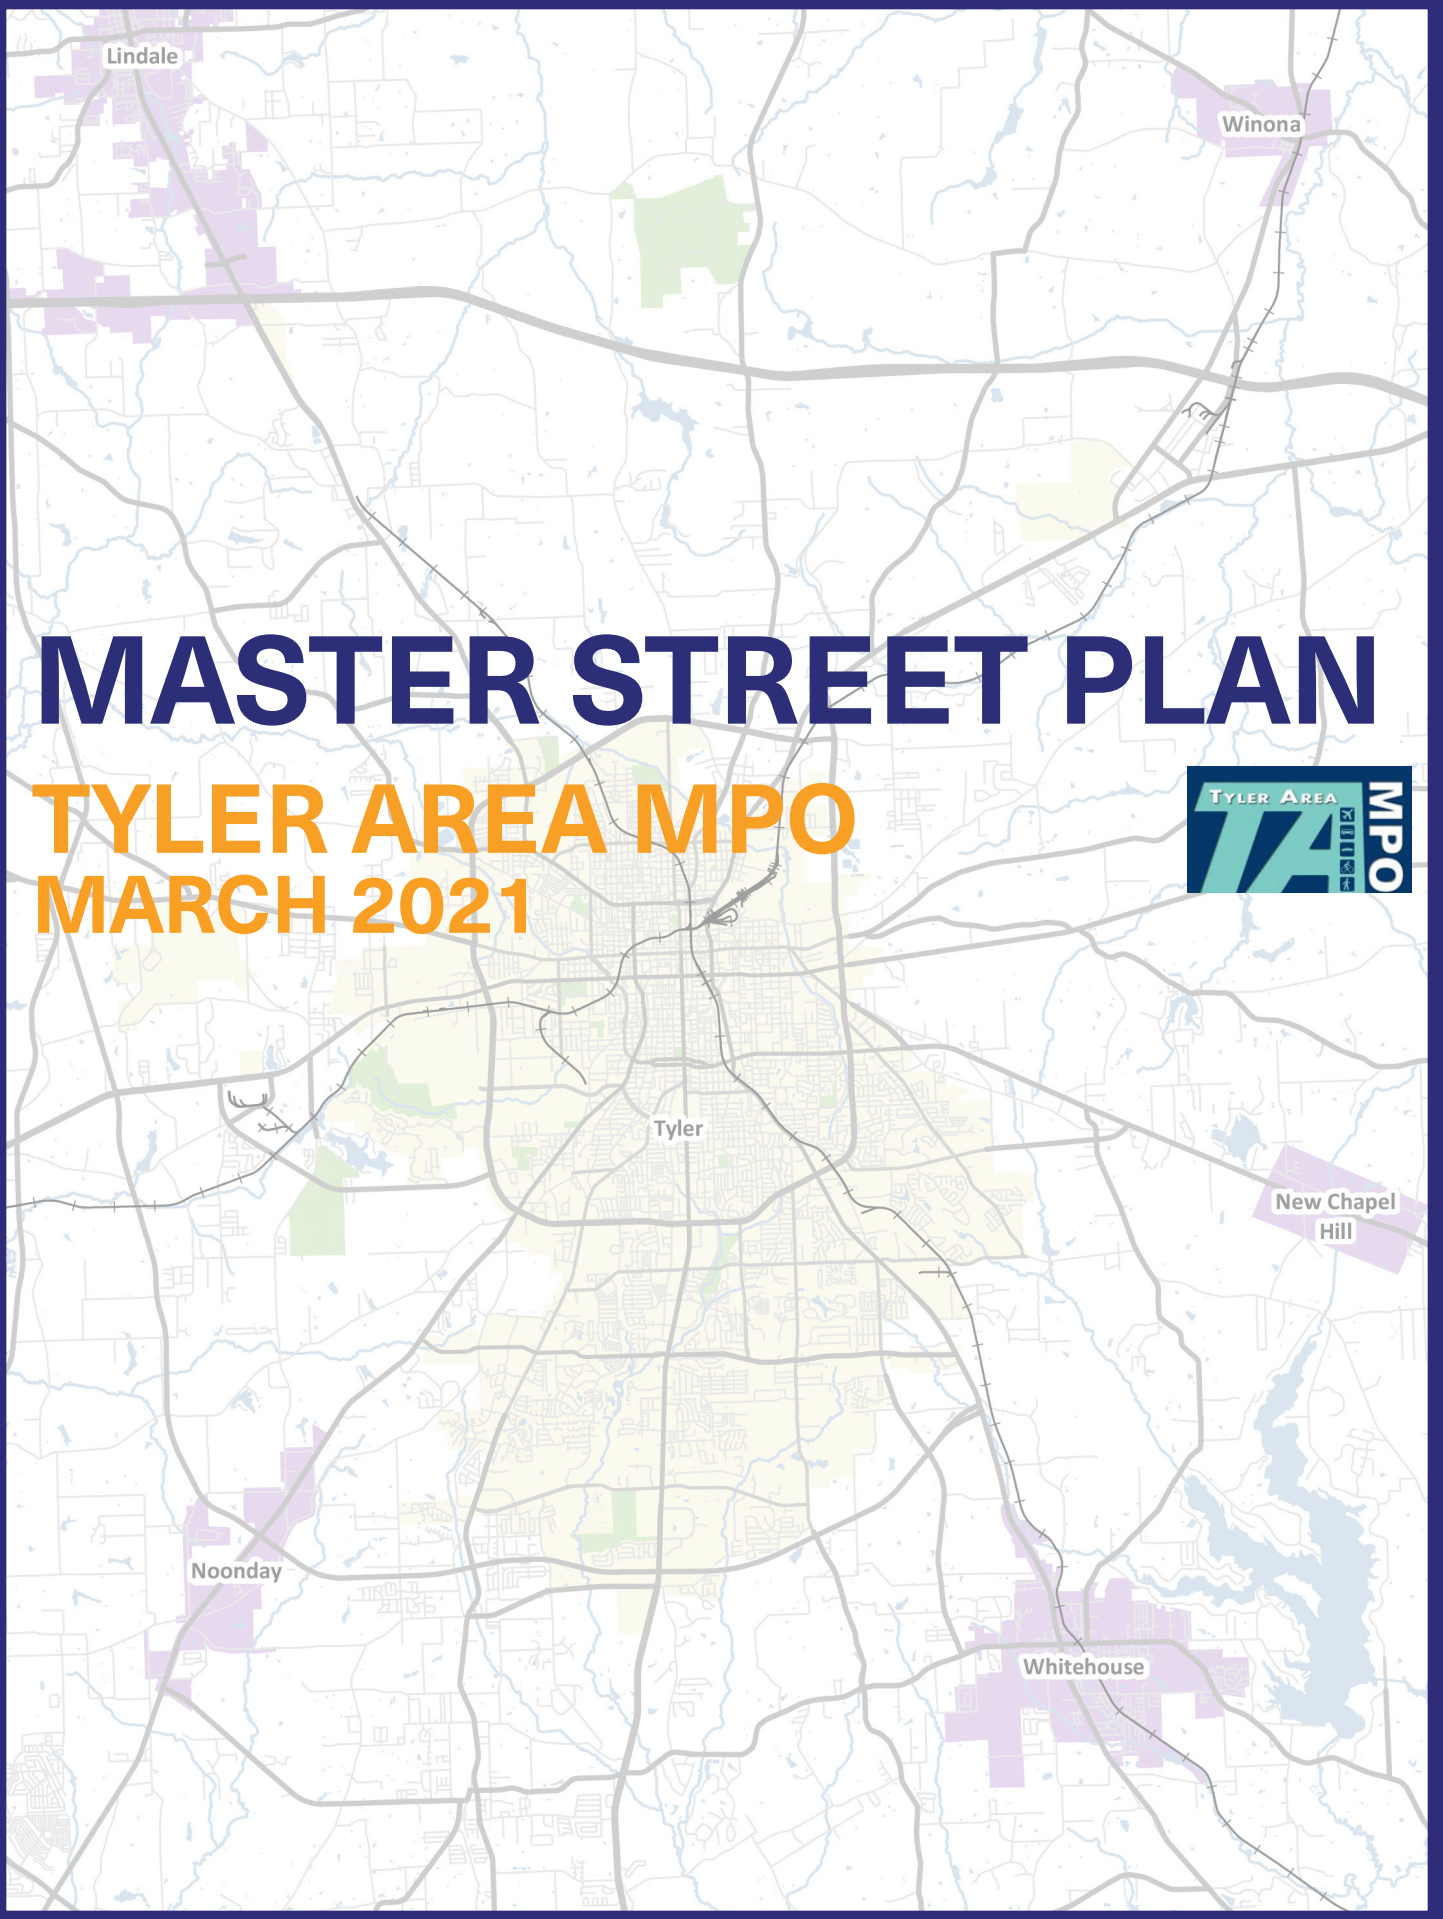 Lindale
Winona
MASTER STREET PLAN
TYLER AREA MPO
MARCH 2021
TYLER AREA
TA
MPO
Tyler
New Chapel
Hill
Noonday
Whitehouse